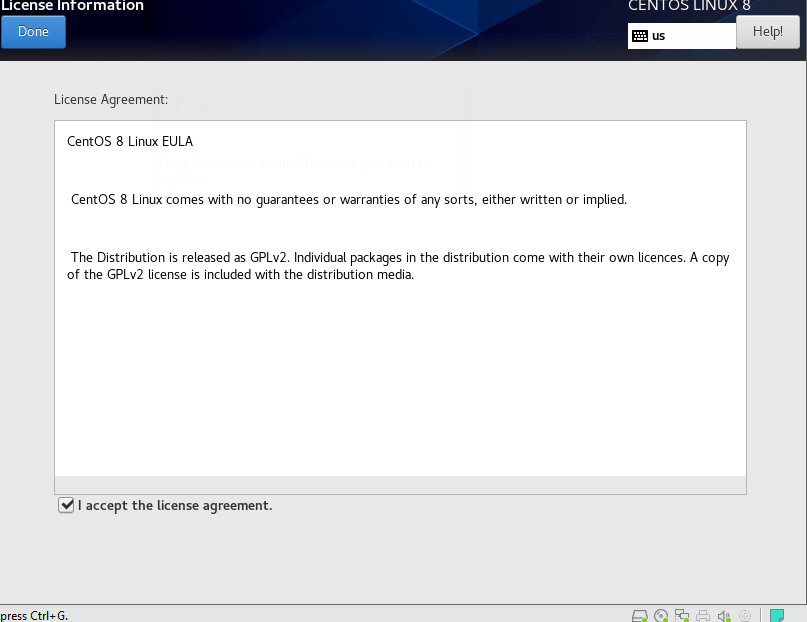 License Information
CENTOS LINUX 8
Done
us
Help!
License Agreement:
CentOS 8 Linux EULA
CentOS 8 Linux comes with no guarantees or warranties of any sorts, either written or implied.
The Distribution is released as GPLv2. Individual packages in the distribution come with their own licences. A copy
of the GPLv2 license is included with the distribution media.
I accept the license agreement.
press Ctrl+G.